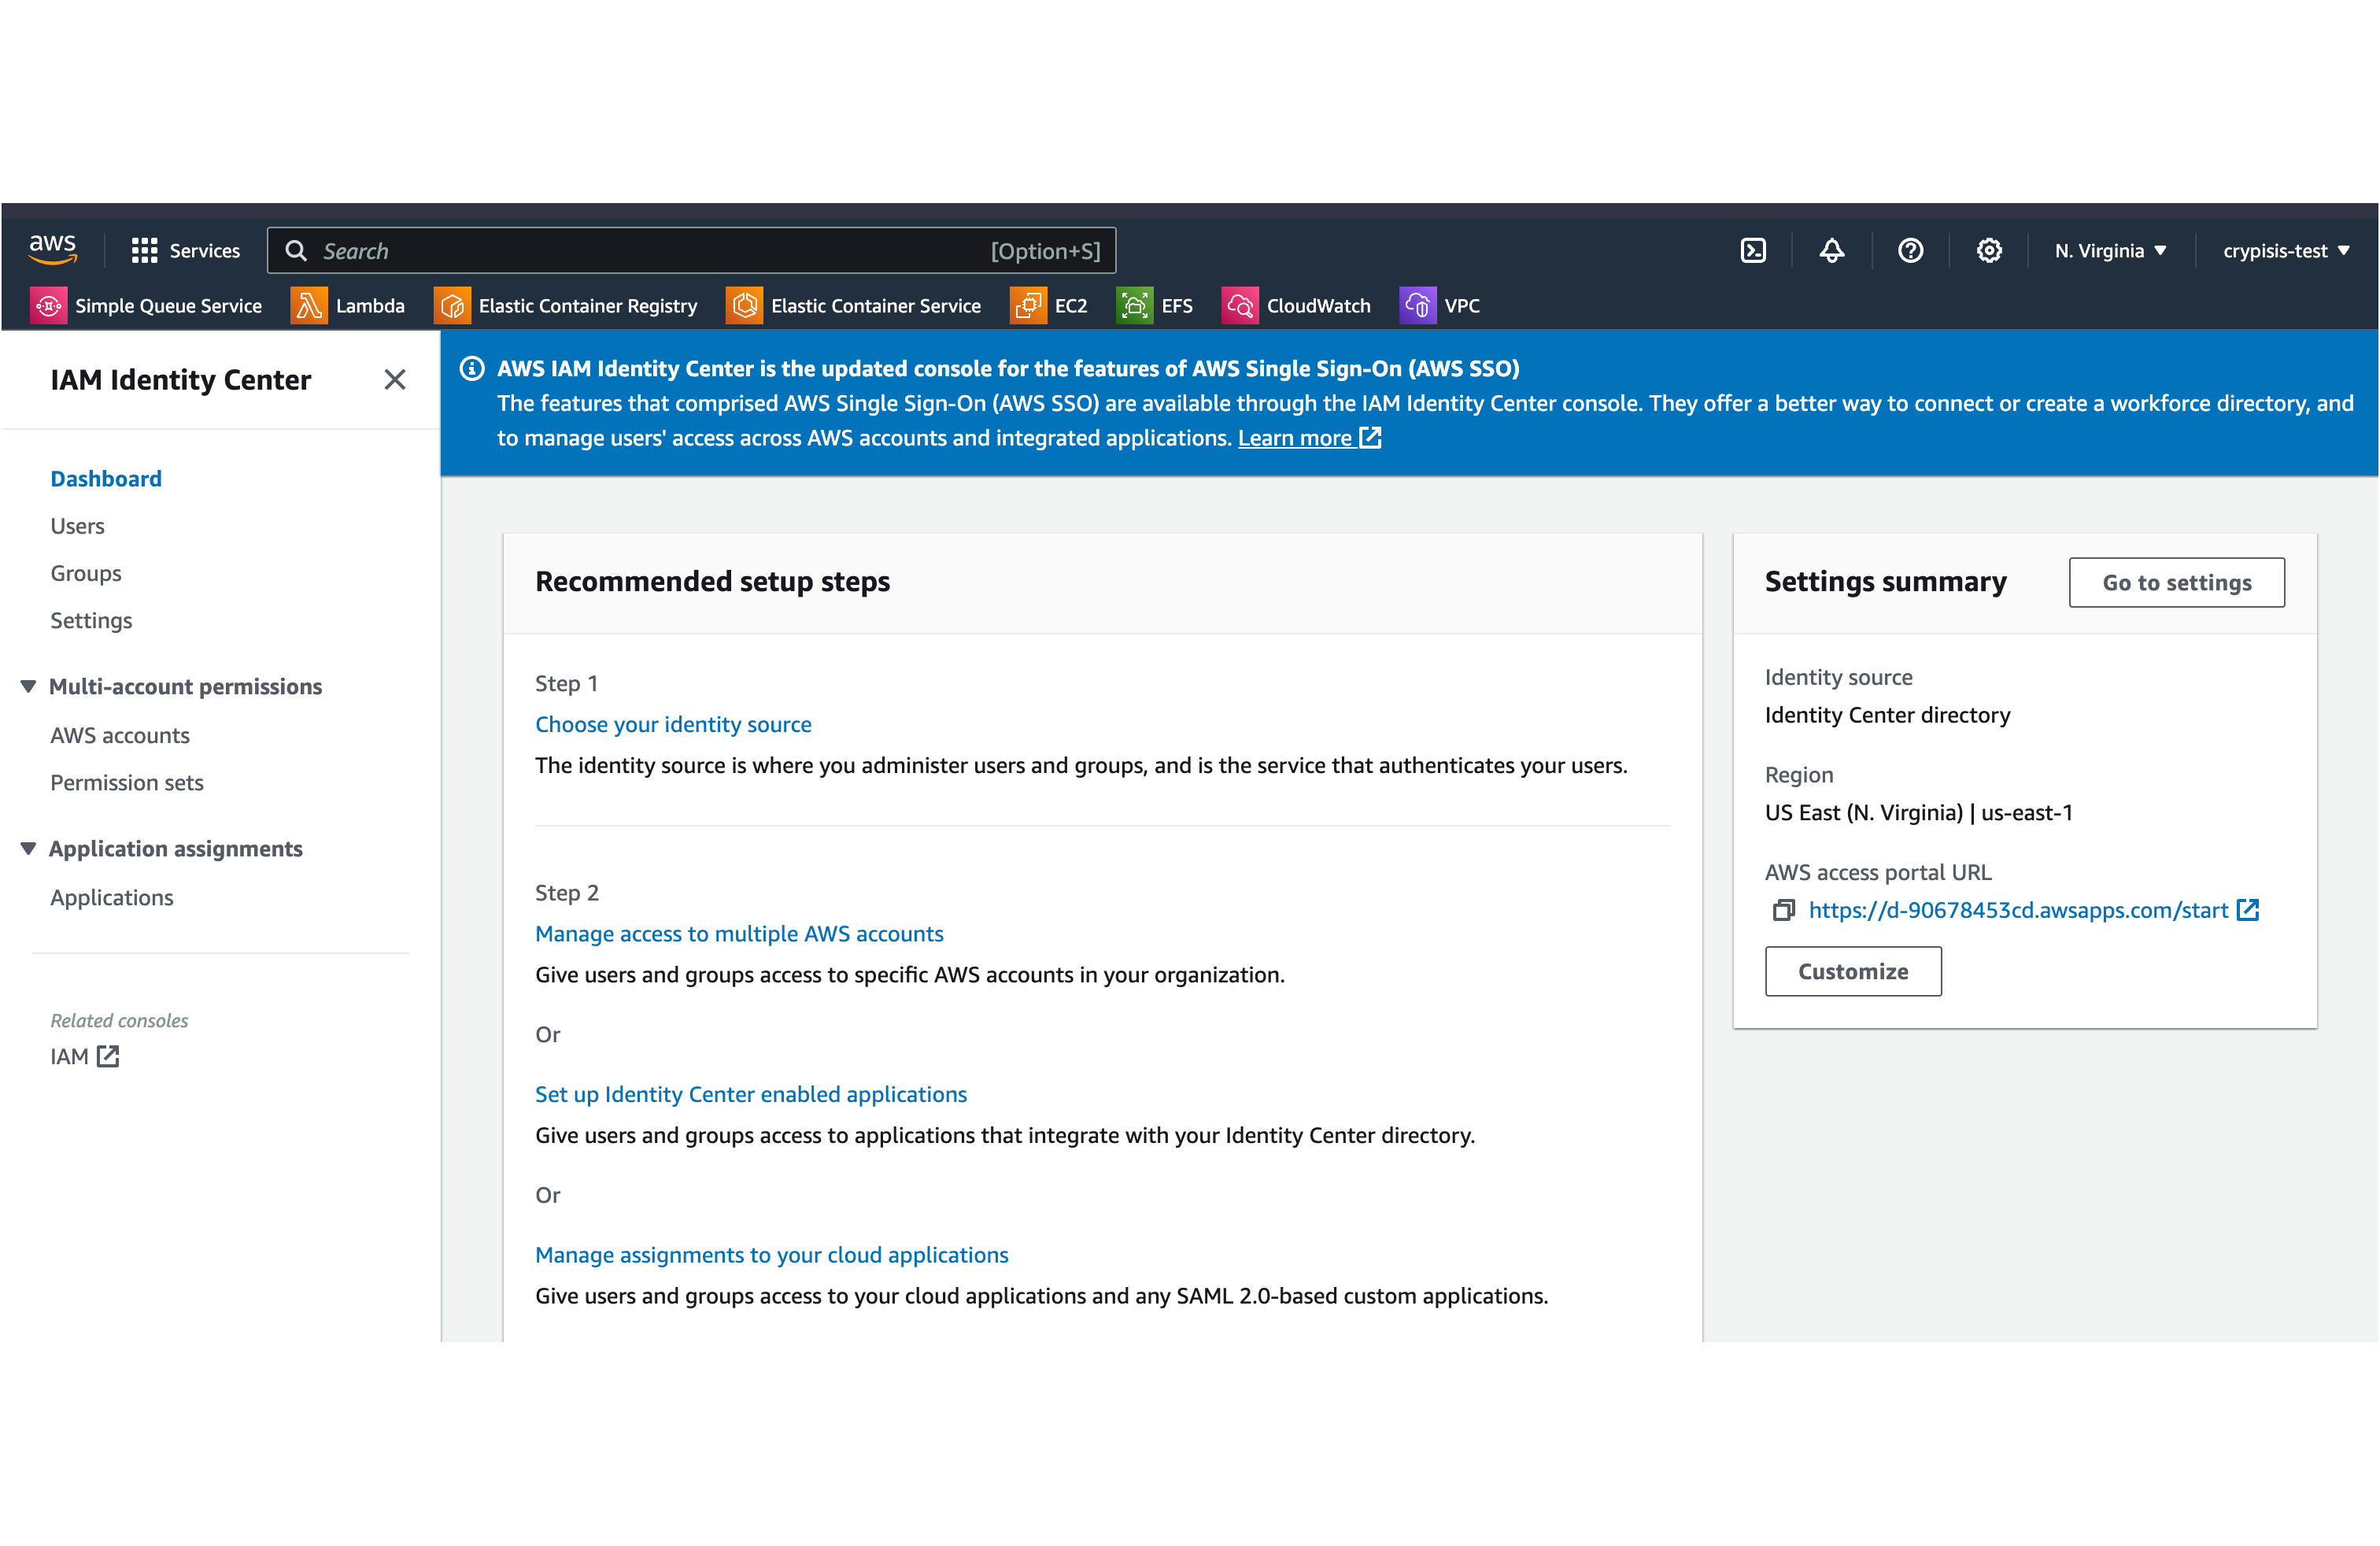 aws
Services
Search [Option+S]
N. Virginia
crypisis-test
Simple Queue Service
Lambda
Elastic Container Registry
Elastic Container Service
EC2
EFS
CloudWatch
VPC
IAM Identity Center
Dashboard
Users
Groups
Settings
Multi-account permissions
AWS accounts
Permission sets
Application assignments
Applications
Related consoles
IAM
AWS IAM Identity Center is the updated console for the features of AWS Single Sign-On (AWS SSO)
The features that comprised AWS Single Sign-On (AWS SSO) are available through the IAM Identity Center console. They offer a better way to connect or create a workforce directory, and
to manage users' access across AWS accounts and integrated applications. Learn more
Recommended setup steps
Step 1
Choose your identity source
The identity source is where you administer users and groups, and is the service that authenticates your users.
Step 2
Manage access to multiple AWS accounts
Give users and groups access to specific AWS accounts in your organization.
Or
Set up Identity Center enabled applications
Give users and groups access to applications that integrate with your Identity Center directory.
Or
Manage assignments to your cloud applications
Give users and groups access to your cloud applications and any SAML 2.0-based custom applications.
Settings summary
Go to settings
Identity source
Identity Center directory
Region
US East (N. Virginia) | us-east-1
AWS access portal URL
https://d-90678453cd.awsapps.com/start
Customize